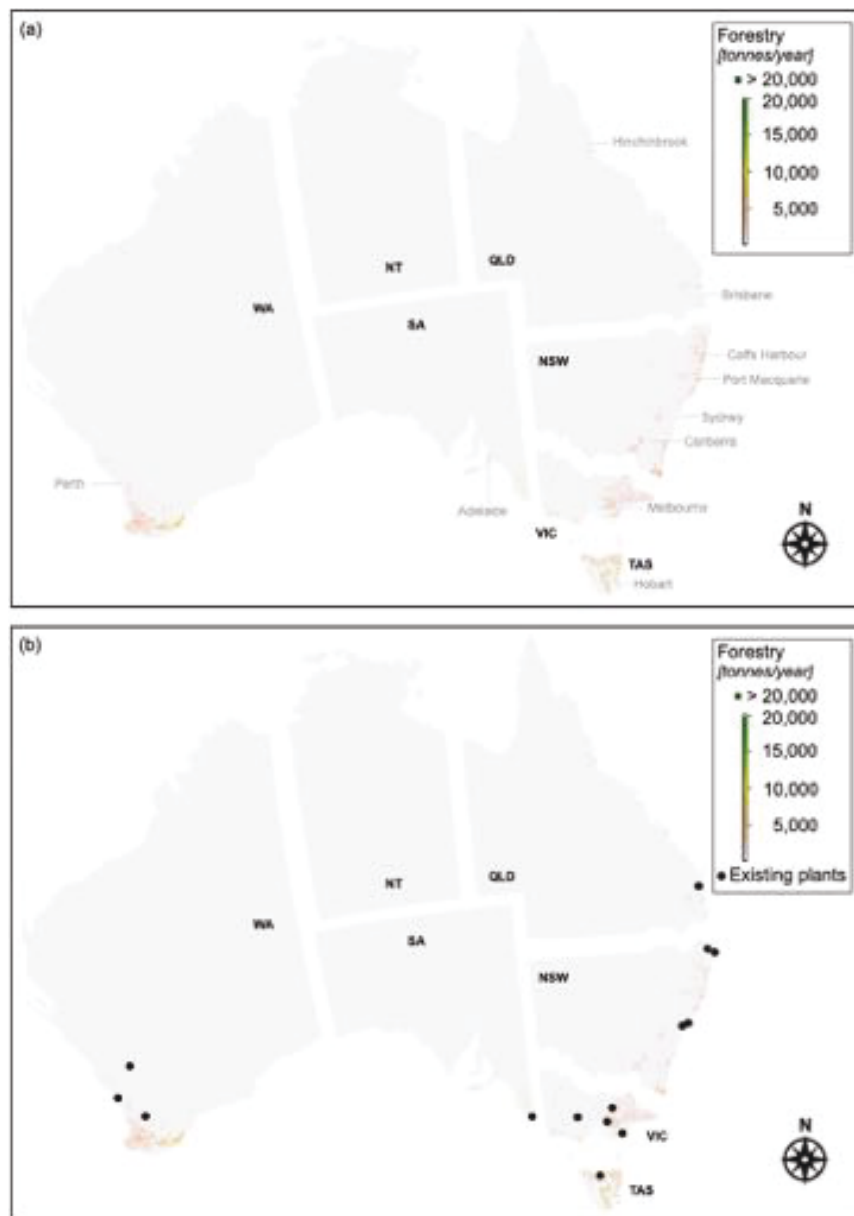 (a)
Forestry
[tonnes/year]
> 20,000
20,000
15,000
10,000
5,000
Hinchinbrook
NT
QLD
WA
SA
Brisbane
NSW
Coffs Harbour
Port Macquarie
Sydney
Canberra
Perth
Adelaide
Melbourne
VIC
N
TAS
Hobart
(b)
Forestry
[tonnes/year]
> 20,000
20,000
15,000
10,000
5,000
Existing plants
NT
QLD
WA
SA
NSW
VIC
N
TAS